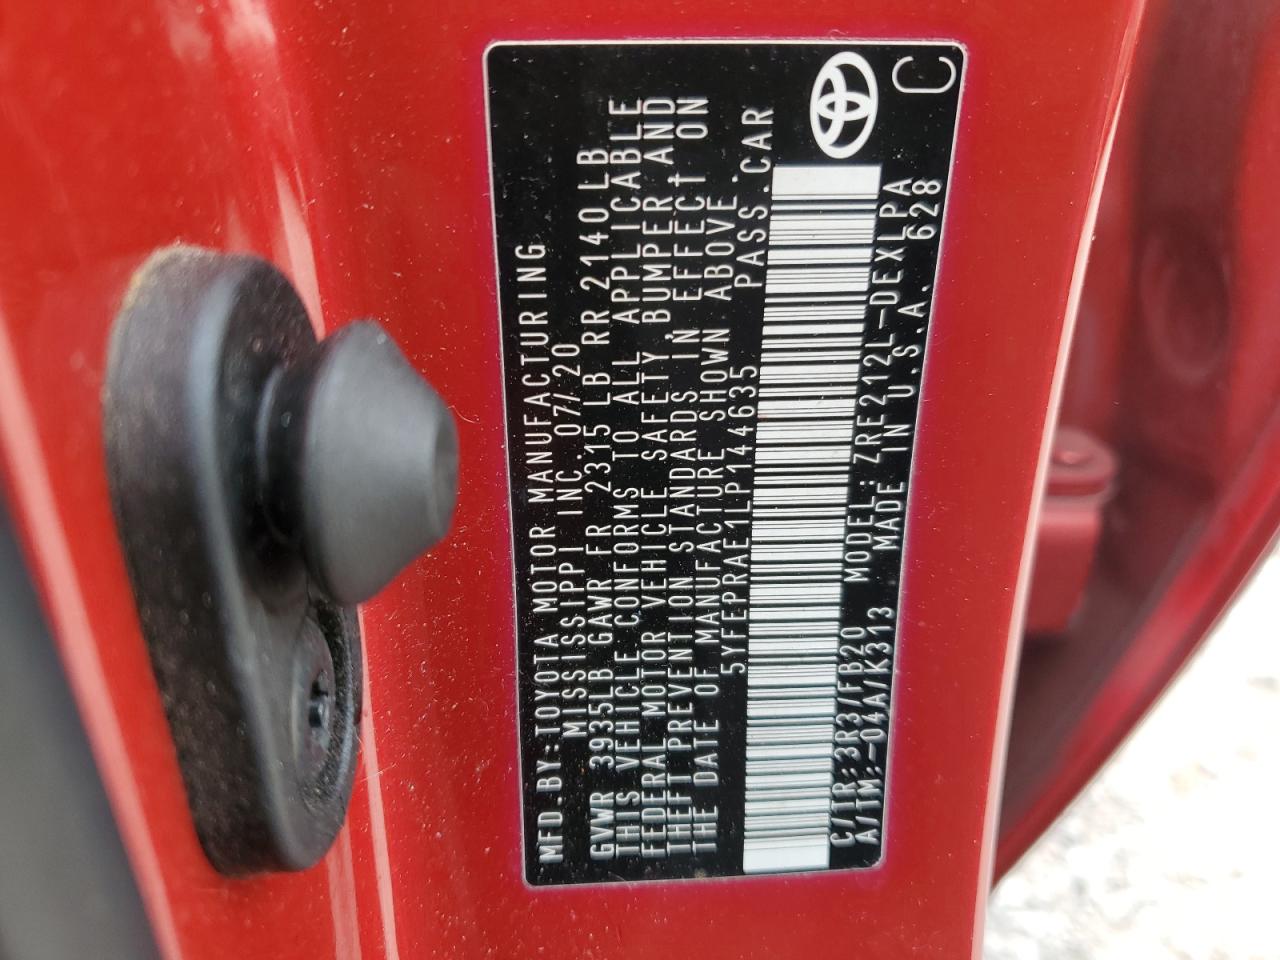 MFD.BY:TOYOTA MOTOR MANUFACTURING
MISSISSIPPI INC. 07/20
GVWR 3935LB GAWR FR 2315 LB RR 2140LB
THIS VEHICLE CONFORMS TO ALL APPLICABLE
FEDERAL MOTOR VEHICLE SAFETY, BUMPER AND
THEFT PREVENTION STANDARDS IN EFFECT ON
THE DATE OF MANUFACTURE SHOWN ABOVE.
5YFEPRAE1LP144635 PASS.CAR
C/TR:3R3/FB20 MODEL:ZRE212L-DEXLPA
A/TM:-04A/K313 MADE IN U.S.A. 628
C